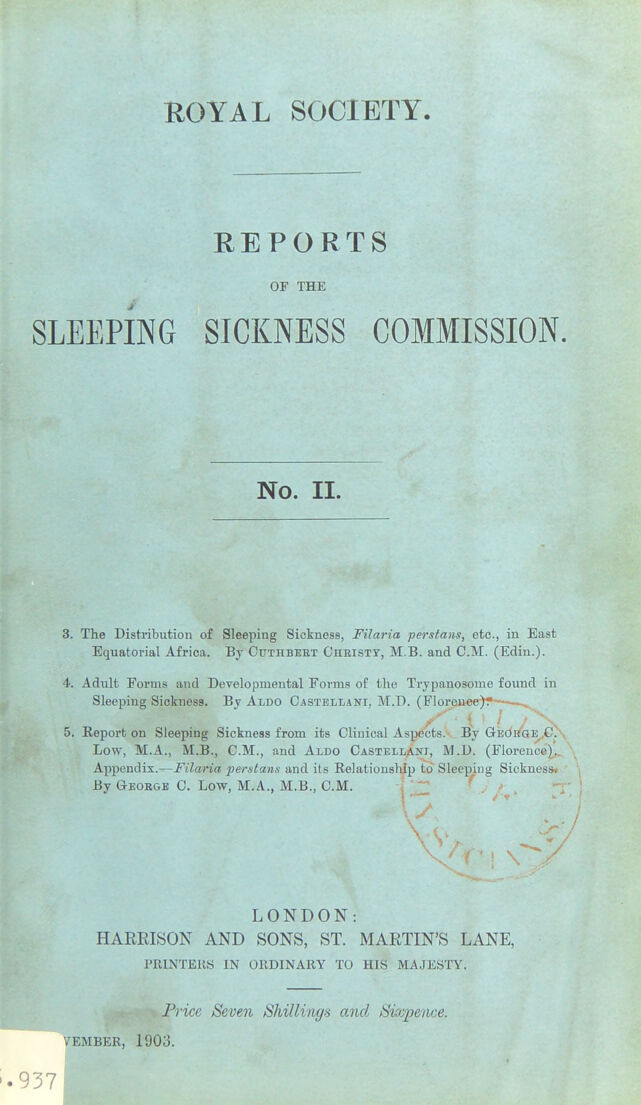 ROYAL SOCIETY.
REPORTS
OF THE
SLEEPING SICKNESS COMMISSION.
No. II.
3. The Distribution of Sleeping Sickness, Filaria perstans, etc., in East
Equatorial Africa. By CUTHBERT CHRISTY, M.B. and C.M. (Edin.).
4. Adult Forms and Developmental Forms of the Trypanosome found in
Sleeping Sickness. By ALDO CASTELLANI, M.D. (Florence).
5. Report on Sleeping Sickness from its Clinical Aspects. By GEORGE C.
LOW, M.A., M.B., C.M., and ALDO CASTELLANI, M.D. (Florence).
Appendix.—Filaria perstans and its Relationship to Sleeping Sickness.
By GEORGE C. LOW, M.A., M.B., C.M.
LONDON:
HARRISON AND SONS, ST. MARTIN'S LANE,
PRINTERS IN ORDINARY TO HIS MAJESTY.
Price Seven Shillings and Sixpence.
VEMBER, 1903.
.937